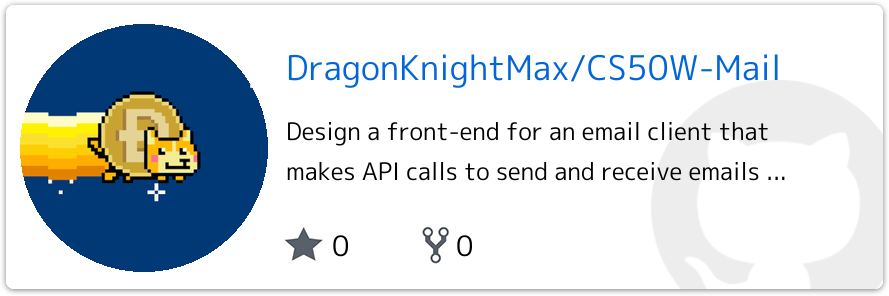 DragonKnightMax/CS50W-Mail
Design a front-end for an email client that
makes API calls to send and receive emails ...
0 0